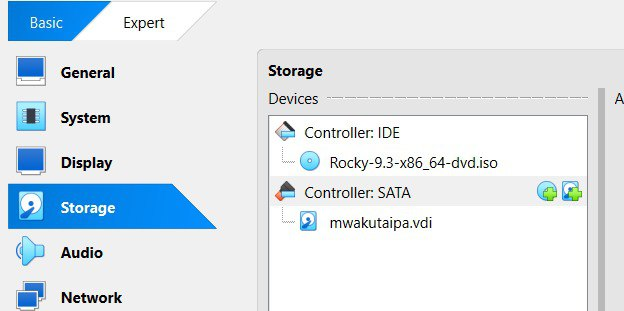 Basic Expert
General
System
Display
Storage
Audio
Network
Storage
Devices A
Controller: IDE
Rocky-9.3-x86_64-dvd.iso
Controller: SATA
mwakutaipa.vdi